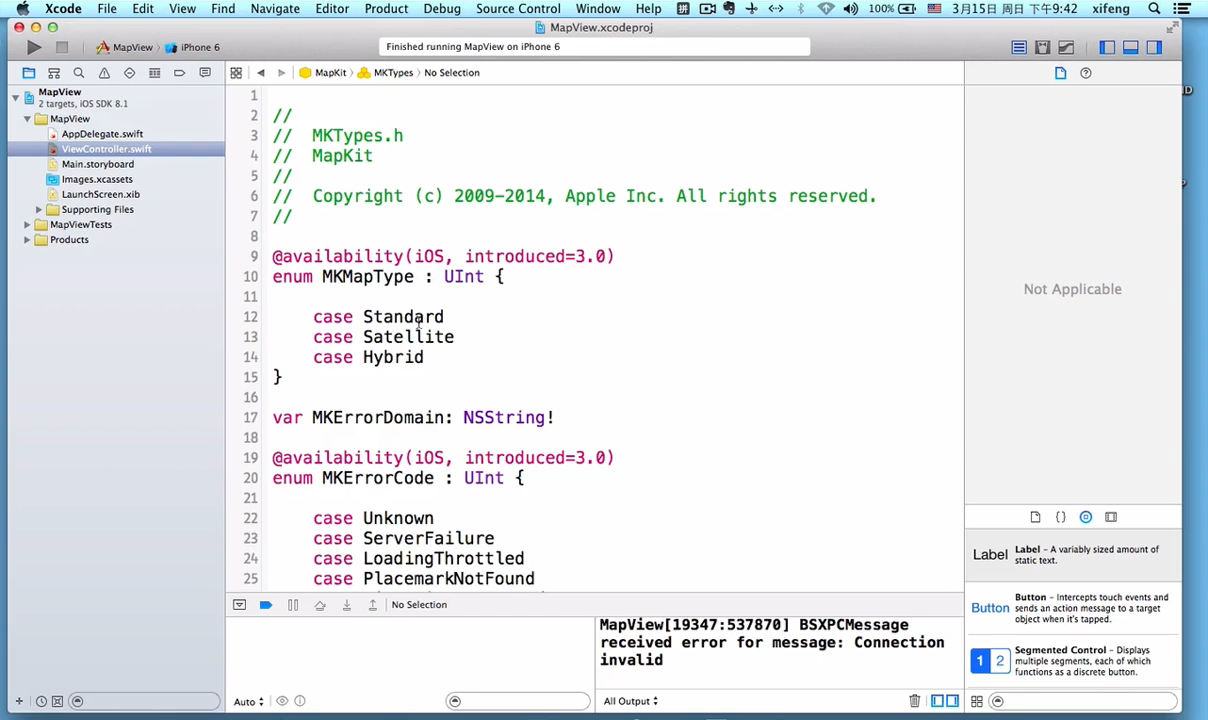 Xcode File Edit View Find Navigate Editor Product Debug Source Control Window Help 100% 3月15日 周日 下午9:42 xifeng
MapView.xcodeproj
MapView iPhone 6
Finished running MapView on iPhone 6
MapKit MKTypes No Selection
MapView
2 targets, iOS SDK 8.1
MapView
AppDelegate.swift
ViewController.swift
Main.storyboard
Images.xcassets
LaunchScreen.xib
Supporting Files
MapViewTests
Products
1
2 //
3 // MKTypes.h
4 // MapKit
5 //
6 // Copyright (c) 2009-2014, Apple Inc. All rights reserved.
7 //
8
9 @availability(iOS, introduced=3.0)
10 enum MKMapType : UInt {
11
12 case Standard
13 case Satellite
14 case Hybrid
15 }
16
17 var MKErrorDomain: NSString!
18
19 @availability(iOS, introduced=3.0)
20 enum MKErrorCode : UInt {
21
22 case Unknown
23 case ServerFailure
24 case LoadingThrottled
25 case PlacemarkNotFound
No Selection
MapView[19347:537870] BSXPCMessage
received error for message: Connection
invalid
Auto
All Output
Not Applicable
Label
Label – A variably sized amount of
static text.
Button
Button – Intercepts touch events and
sends an action message to a target
object when it's tapped.
1 2
Segmented Control – Displays
multiple segments, each of which
functions as a discrete button.